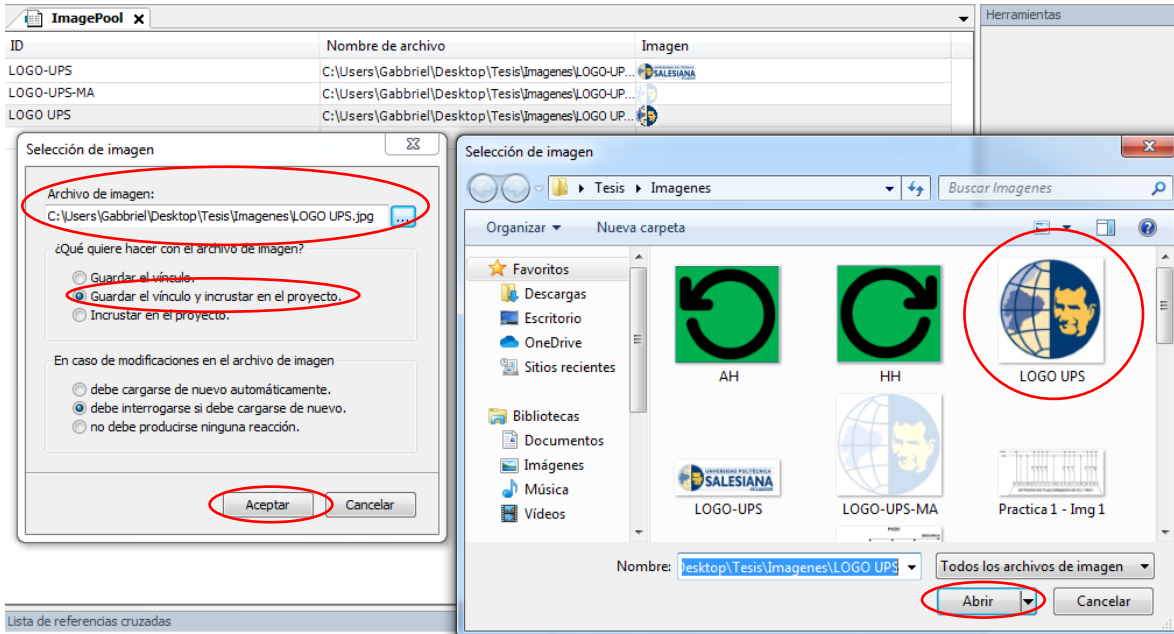 ImagePool X
Herramientas
ID Nombre de archivo Imagen
LOGO-UPS C:\Users\Gabbriel\Desktop\Tesis\Imagenes\LOGO-UP... SALESIANA
LOGO-UPS-MA C:\Users\Gabbriel\Desktop\Tesis\Imagenes\LOGO-UP...
LOGO UPS C:\Users\Gabbriel\Desktop\Tesis\Imagenes\LOGO UP...
Selección de imagen
Archivo de imagen:
C:\Users\Gabbriel\Desktop\Tesis\Imagenes\LOGO UPS.jpg ...
¿Qué quiere hacer con el archivo de imagen?
Guardar el vínculo.
Guardar el vínculo y incrustar en el proyecto.
Incrustar en el proyecto.
En caso de modificaciones en el archivo de imagen
debe cargarse de nuevo automáticamente.
debe interrogarse si debe cargarse de nuevo.
no debe producirse ninguna reacción.
Aceptar Cancelar
Selección de imagen
Tesis Imagenes Buscar Imagenes
Organizar Nueva carpeta
Favoritos
Descargas
Escritorio
OneDrive
Sitios recientes
Bibliotecas
Documentos
Imágenes
Música
Vídeos
AH HH LOGO UPS
UNIVERSIDAD POLITÉCNICA
SALESIANA
LOGO-UPS LOGO-UPS-MA Practica 1 - Img 1
Nombre: Desktop\Tesis\Imagenes\LOGO UPS Todos los archivos de imagen
Abrir Cancelar
Lista de referencias cruzadas